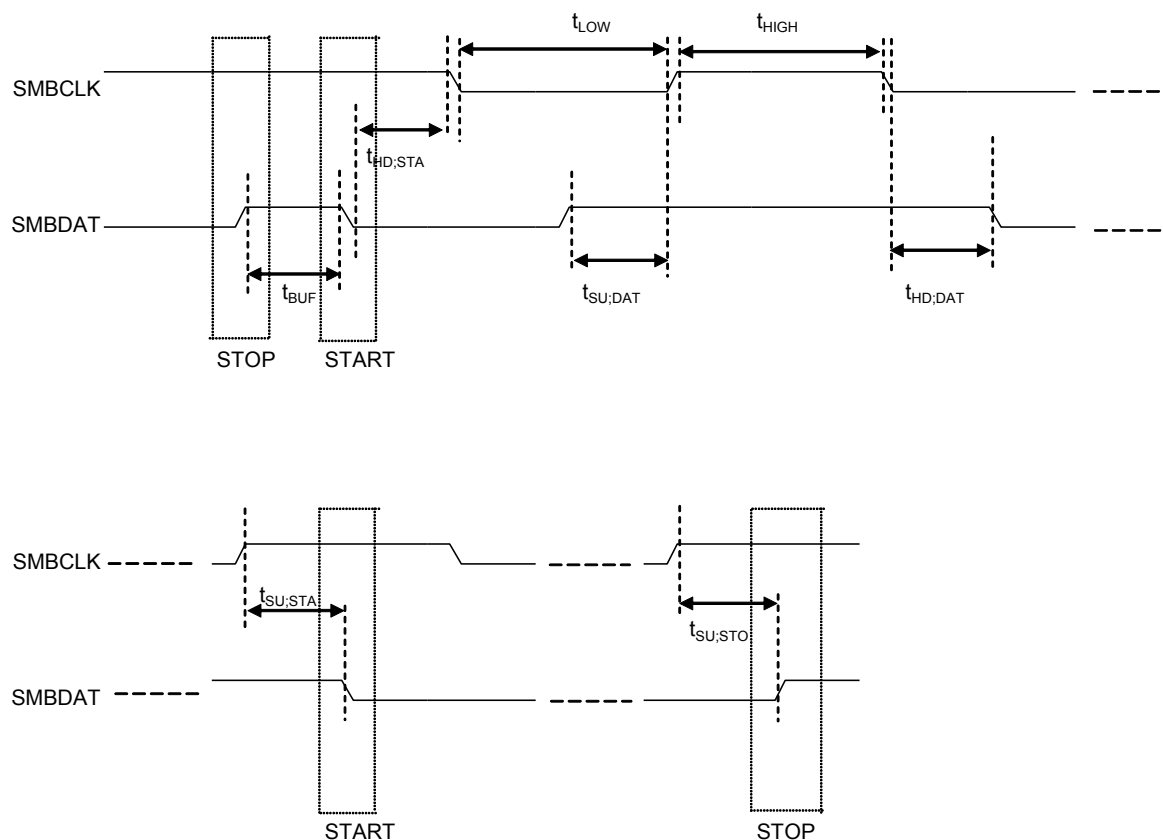 tLOW
tHIGH
SMBCLK
tHD;STA
SMBDAT
tBUF
tSU;DAT
tHD;DAT
STOP
START
SMBCLK
tSU;STA
tSU;STO
SMBDAT
START
STOP